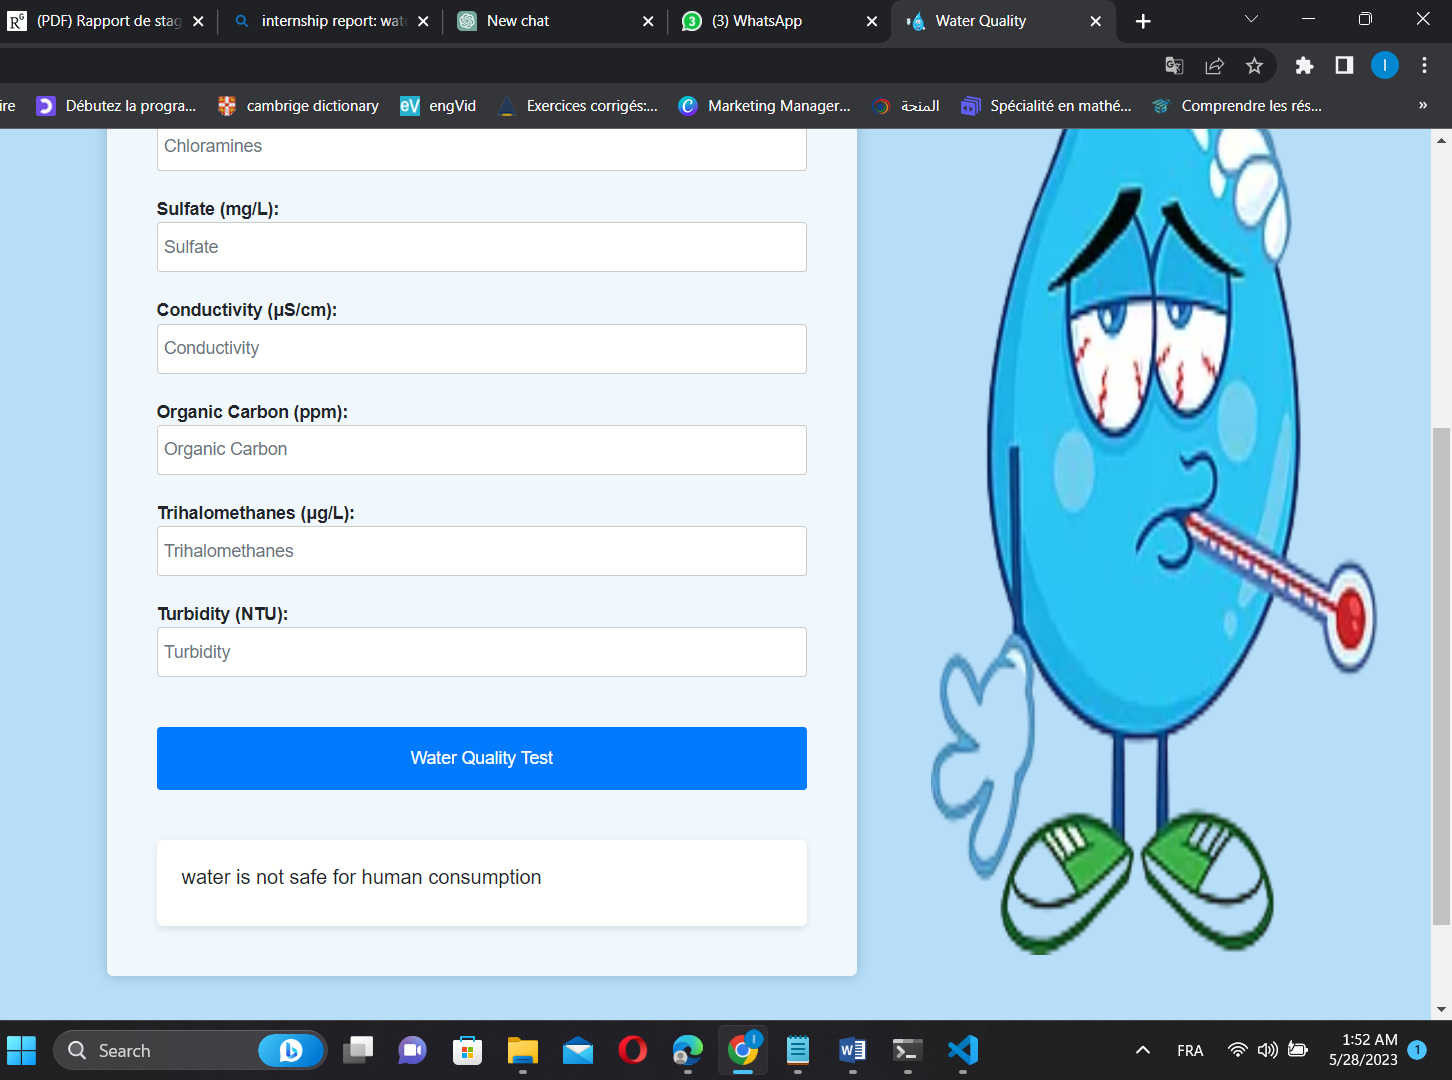 (PDF) Rapport de stag
internship report: wate
New chat
(3) WhatsApp
Water Quality
I
ire
Débutez la progra...
cambrige dictionary
engVid
Exercices corrigés:...
Marketing Manager...
المنحة
Spécialité en mathé...
Comprendre les rés...
»
Chloramines
Sulfate (mg/L):
Sulfate
Conductivity (μS/cm):
Conductivity
Organic Carbon (ppm):
Organic Carbon
Trihalomethanes (μg/L):
Trihalomethanes
Turbidity (NTU):
Turbidity
Water Quality Test
water is not safe for human consumption
Search
FRA
1:52 AM
5/28/2023
1